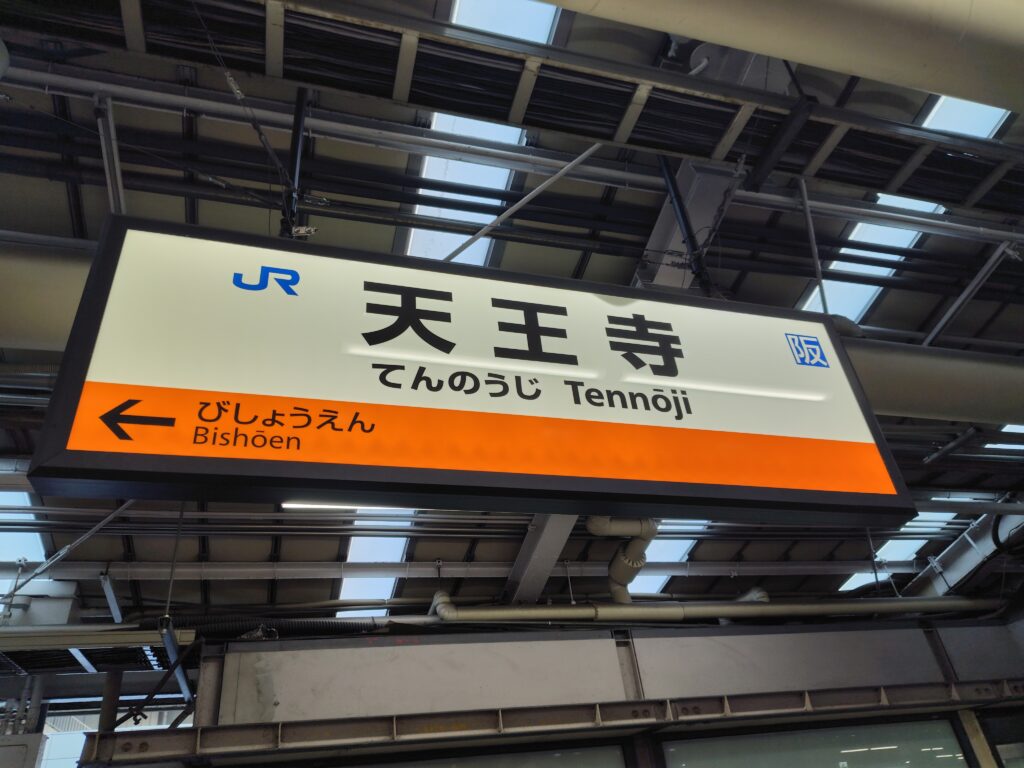 JR
天王寺
阪
てんのうじ Tennōji
← びしょうえん
Bishōen